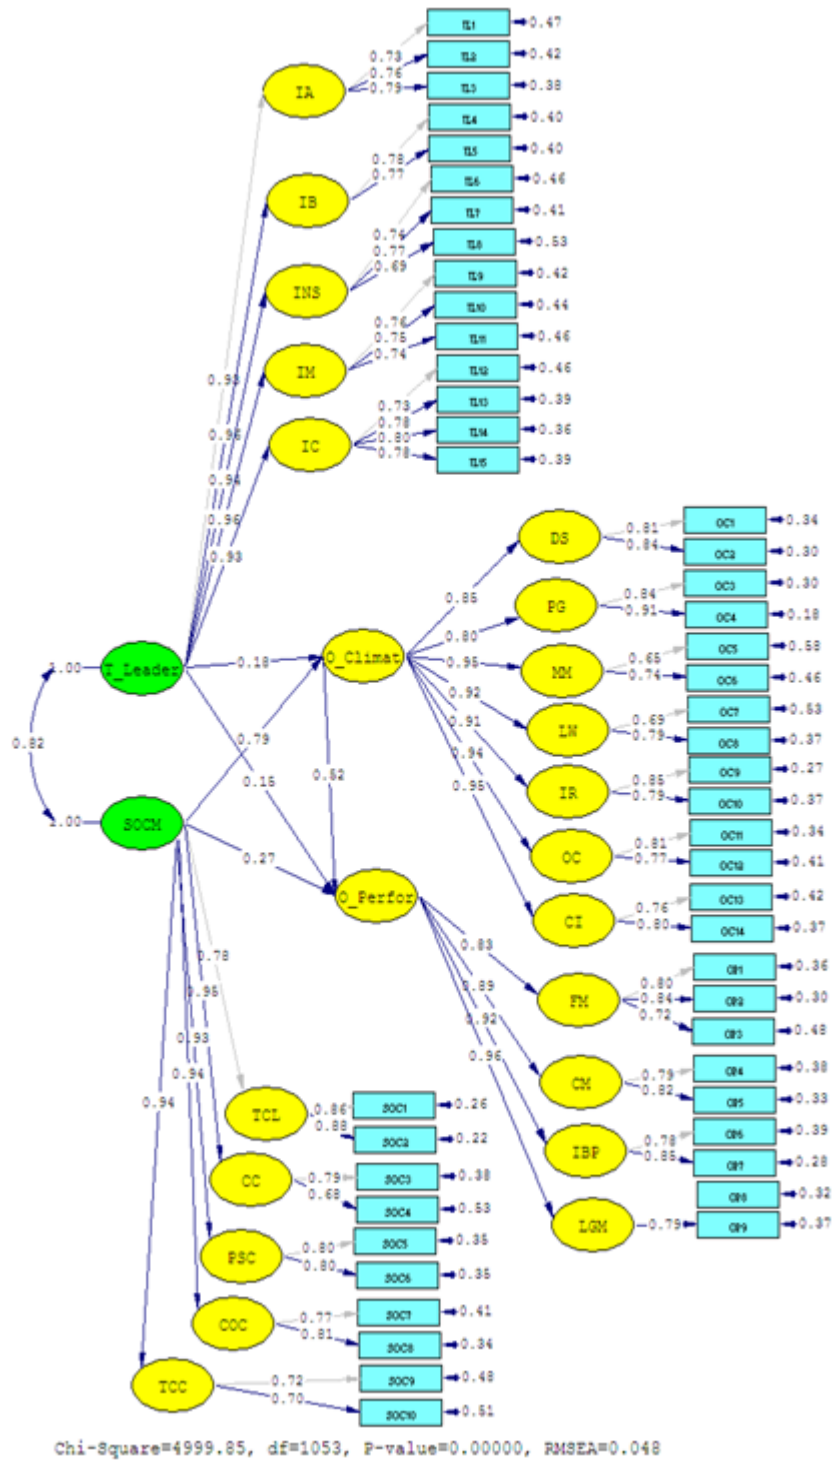 TL1 0.47
0.73
TL2 0.42
0.76
IA 0.79 TL3 0.38
TL4 0.40
TL5 0.40
0.78
0.77
TL6 0.46
IB
0.74
TL7 0.41
0.77
TL8 0.53
0.69
INS
TL9 0.42
TL10 0.44
0.76
0.75
TL11 0.46
0.74
IM
TL12 0.46
0.93
TL13 0.39
0.73
0.78
TL14 0.36
0.80
IC
0.78 TL15 0.39
0.96
0.94
0.96
0.93
0.81 OC1 0.34
DS
0.84 OC2 0.30
0.84 OC3 0.30
0.85
PG
0.91 OC4 0.18
0.80
0.65 OC5 0.58
1.00 T_Leader 0.18 O_Climat 0.95 MM 0.74 OC6 0.46
0.92
0.69 OC7 0.53
0.91
LW
0.79 OC8 0.37
0.82
0.79 0.52 0.94
0.85 OC9 0.27
0.15
0.95
IR
0.79 OC10 0.37
1.00 SOCM
0.81 OC11 0.34
0.27
OC 0.77 OC12 0.41
O_Perfor
0.76 OC13 0.42
CI 0.80 OC14 0.37
0.83
0.78
0.80 OP1 0.36
0.89
FM 0.84 OP2 0.30
0.95
0.92
0.72 OP3 0.48
0.93
0.96
0.94
0.79 OP4 0.38
CM 0.82 OP5 0.33
0.94
TCL 0.86 SOC1 0.26
0.88 SOC2 0.22
0.78 OP6 0.39
IBP 0.85 OP7 0.28
CC 0.79 SOC3 0.38
0.68 SOC4 0.53
OP8 0.32
LGM 0.79 OP9 0.37
PSC 0.80 SOC5 0.35
0.80 SOC6 0.35
COC 0.77 SOC7 0.41
0.81 SOC8 0.34
TCC 0.72 SOC9 0.48
0.70 SOC10 0.51
Chi-Square=4999.85, df=1053, P-value=0.00000, RMSEA=0.048